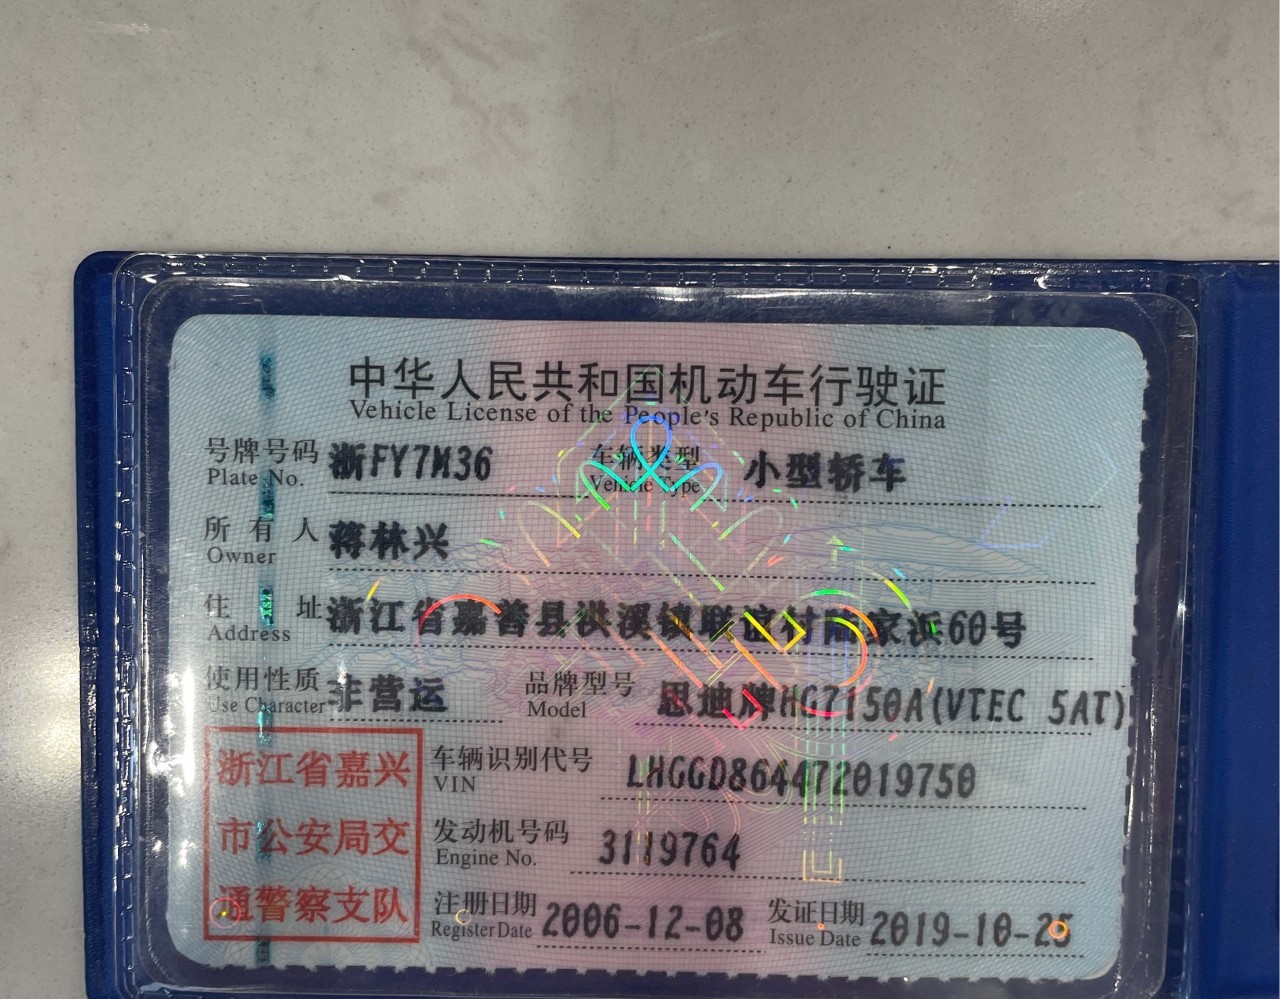 中华人民共和国机动车行驶证
Vehicle License of the People's Republic of China
号牌号码 浙FY7M36 车辆类型 小型轿车
Plate No. Vehicle Type
所有人 蒋林兴
Owner
住址 浙江省嘉善县洪溪镇联谊村陆家浜60号
Address
使用性质 非营运 品牌型号 思迪牌HG7150A(VTEC 5AT)
Use Character Model
浙江省嘉兴
市公安局交
通警察支队
车辆识别代号 LHGGD864472019750
VIN
发动机号码 3119764
Engine No.
注册日期 2006-12-08 发证日期 2019-10-25
Register Date Issue Date